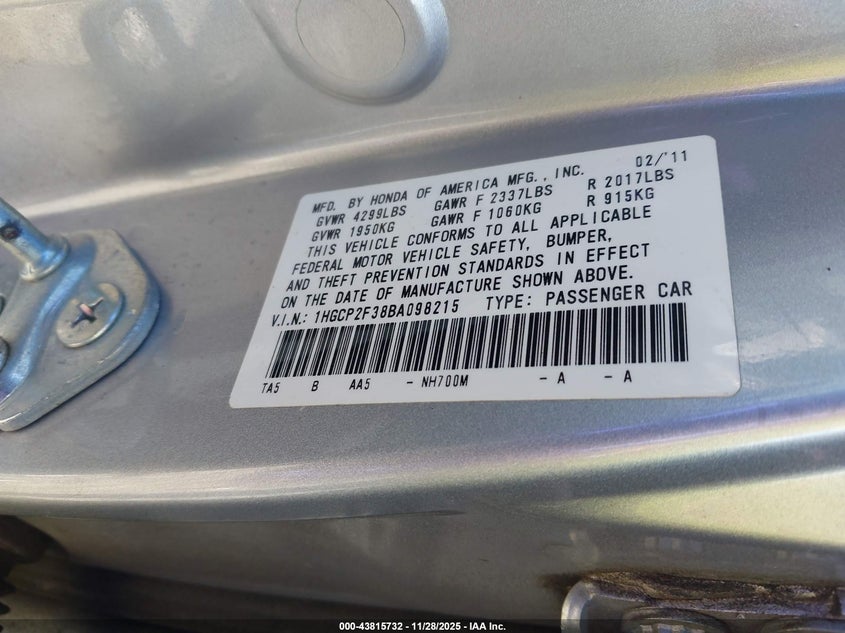 MFD. BY HONDA OF AMERICA MFG., INC. 02/'11
GVWR 4299LBS GAWR F 2337LBS R 2017LBS
GVWR 1950KG GAWR F 1060KG R 915KG
THIS VEHICLE CONFORMS TO ALL APPLICABLE
FEDERAL MOTOR VEHICLE SAFETY, BUMPER,
AND THEFT PREVENTION STANDARDS IN EFFECT
ON THE DATE OF MANUFACTURE SHOWN ABOVE.
V.I.N.: 1HGCP2F38BA098215 TYPE: PASSENGER CAR
TA5 B AA5 - NH700M - A - A
000-43815732 - 11/28/2025 - IAA Inc.